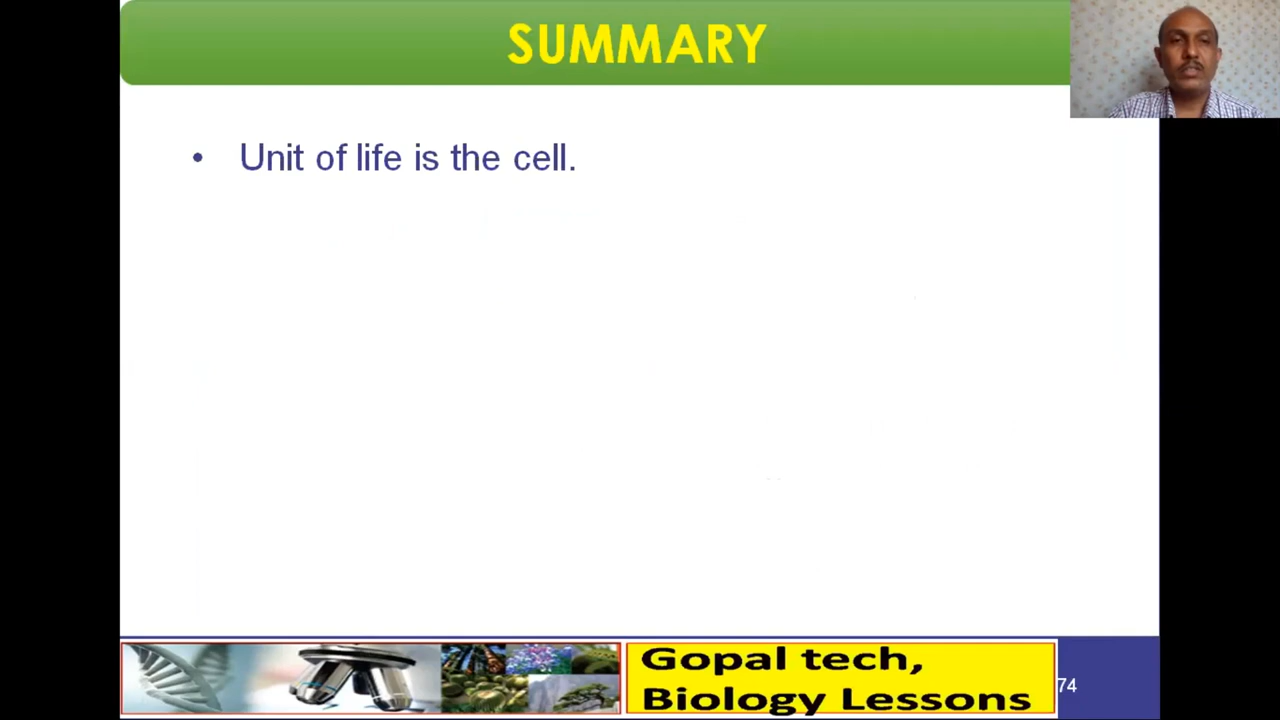 SUMMARY
• Unit of life is the cell.
Gopal tech,
Biology Lessons
74